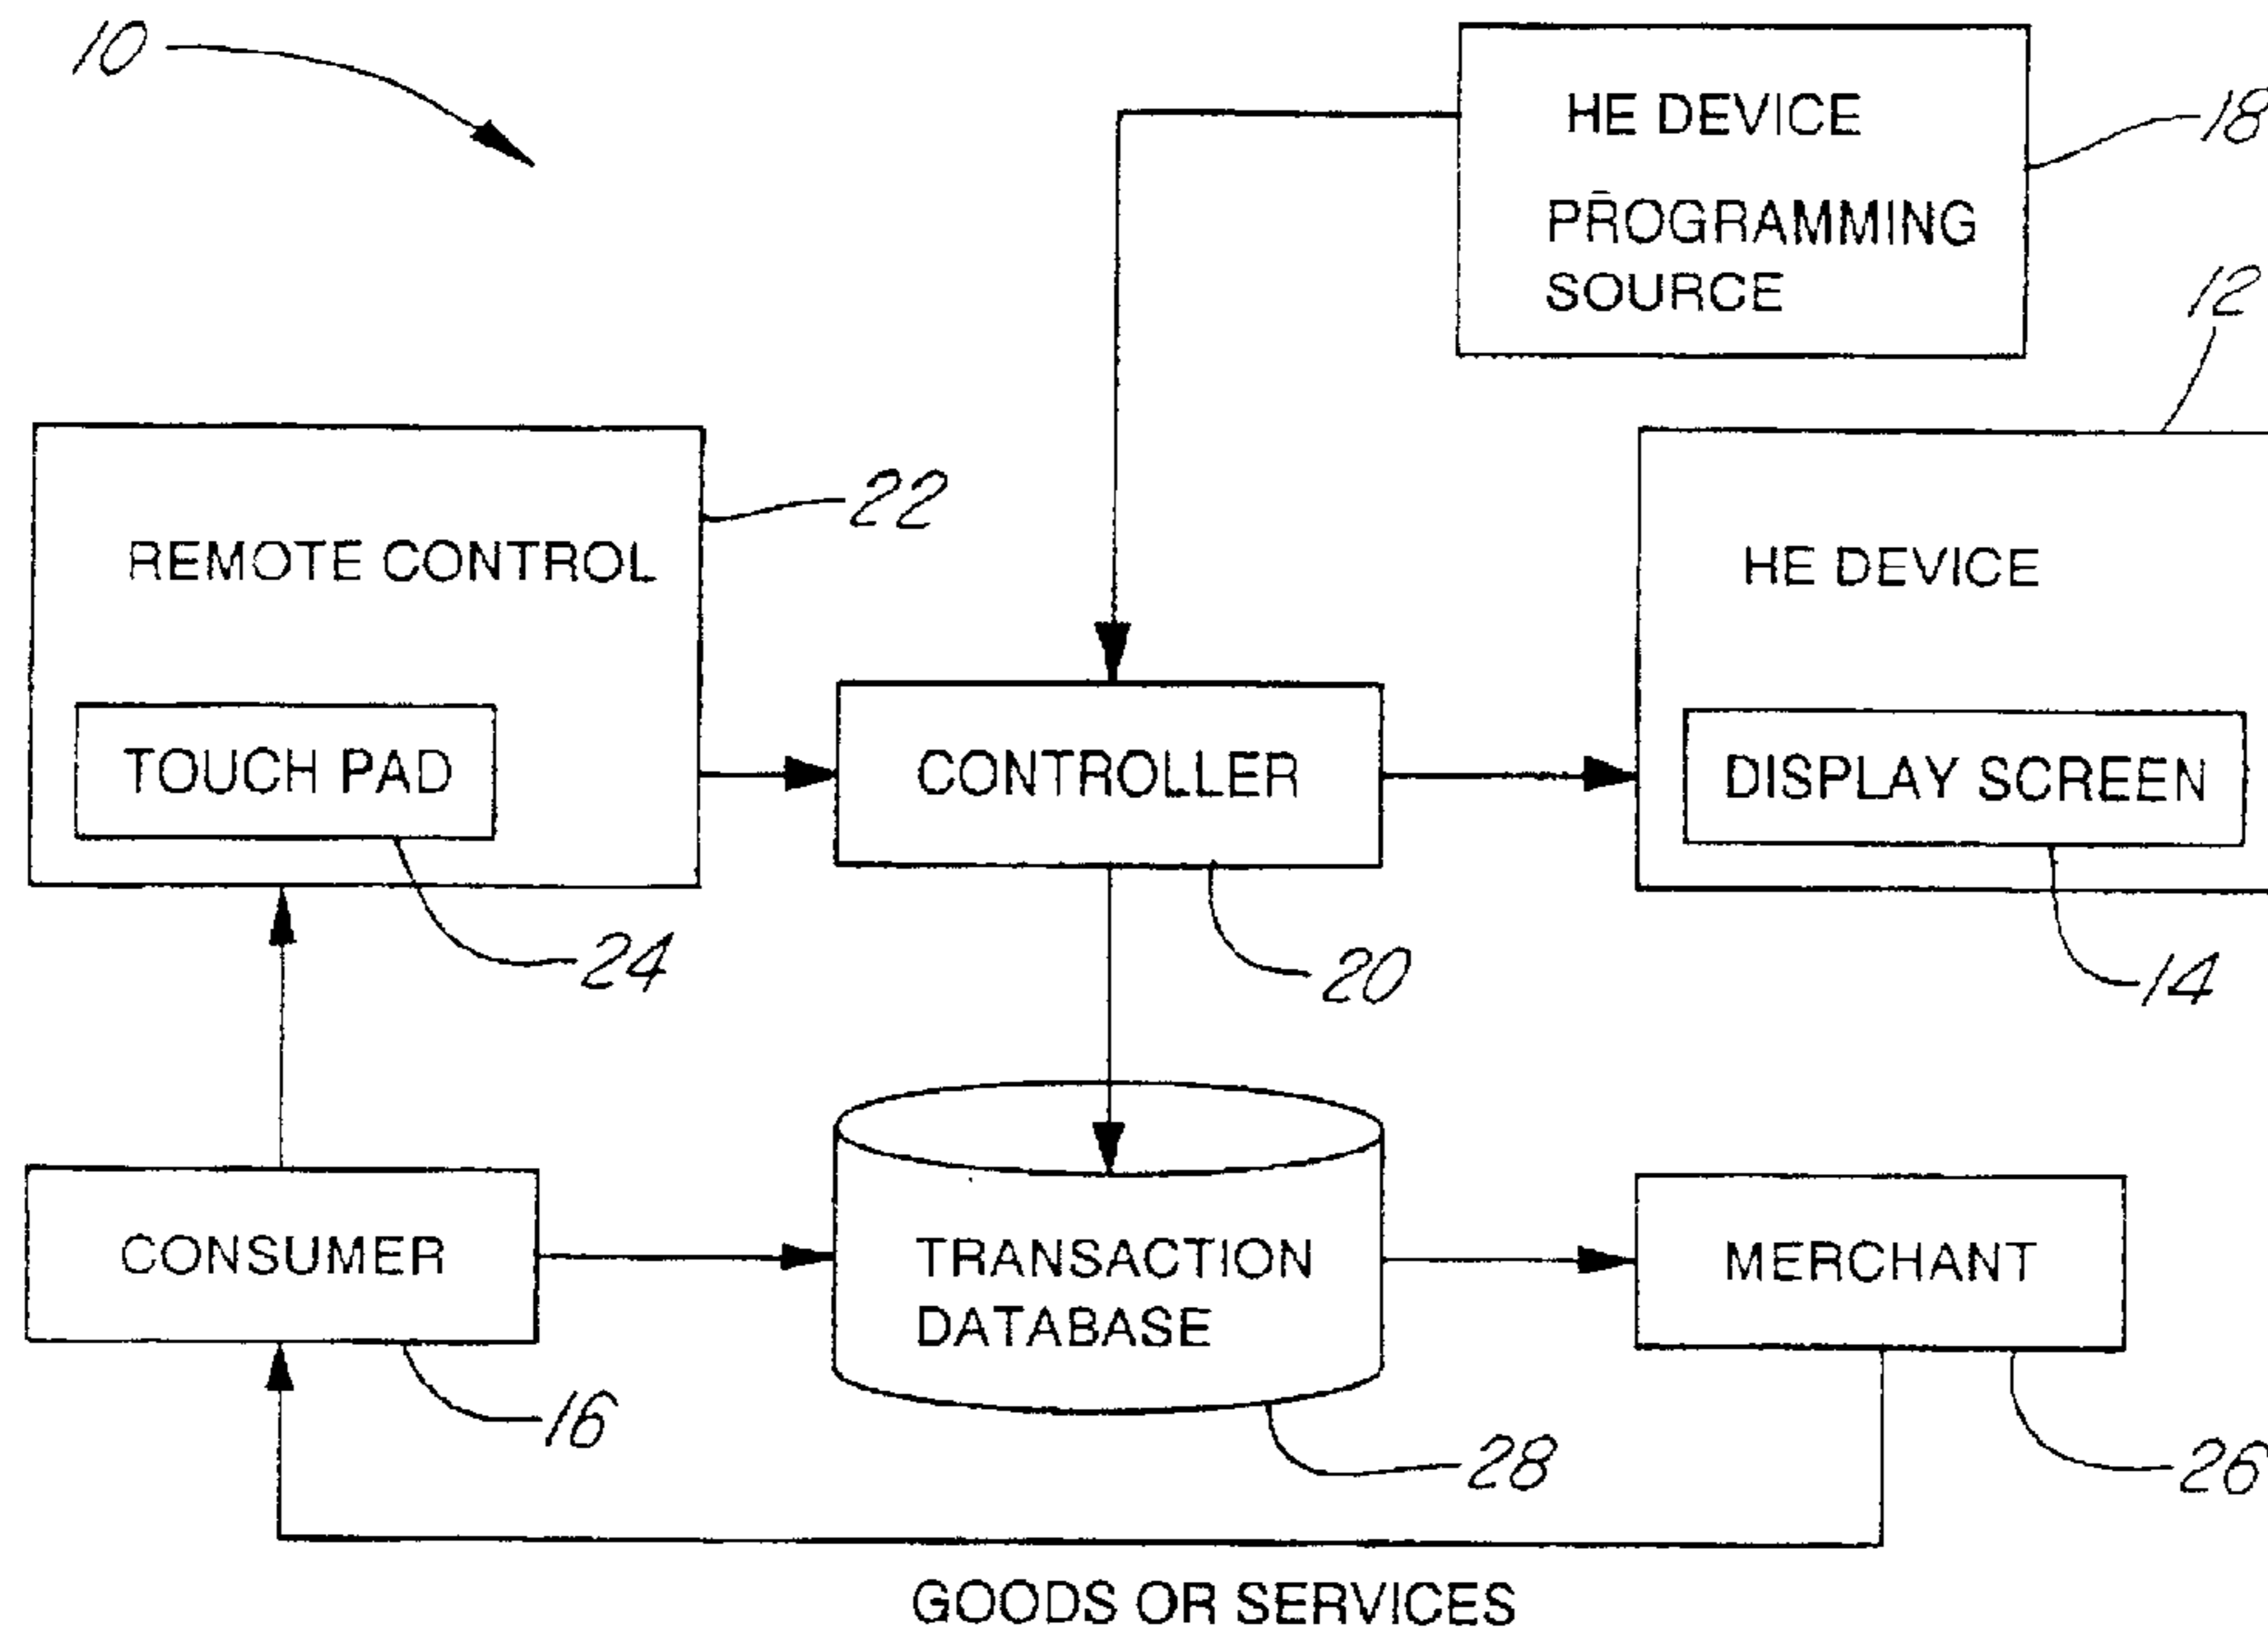 10
HE DEVICE
PROGRAMMING
SOURCE
18
12
REMOTE CONTROL
22
HE DEVICE
TOUCH PAD
CONTROLLER
DISPLAY SCREEN
24
20
14
CONSUMER
TRANSACTION
DATABASE
MERCHANT
16
28
26
GOODS OR SERVICES